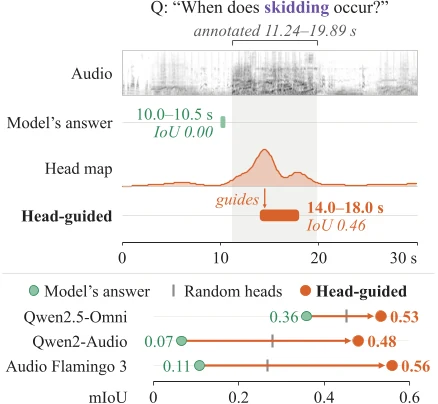 Q: “When does skidding occur?”
annotated 11.24–19.89 s
Audio
Model’s answer 10.0–10.5 s
IoU 0.00
Head map
guides
Head-guided 14.0–18.0 s
IoU 0.46
0 10 20 30 s
Model’s answer Random heads Head-guided
Qwen2.5-Omni 0.36 0.53
Qwen2-Audio 0.07 0.48
Audio Flamingo 3 0.11 0.56
mIoU 0 0.2 0.4 0.6